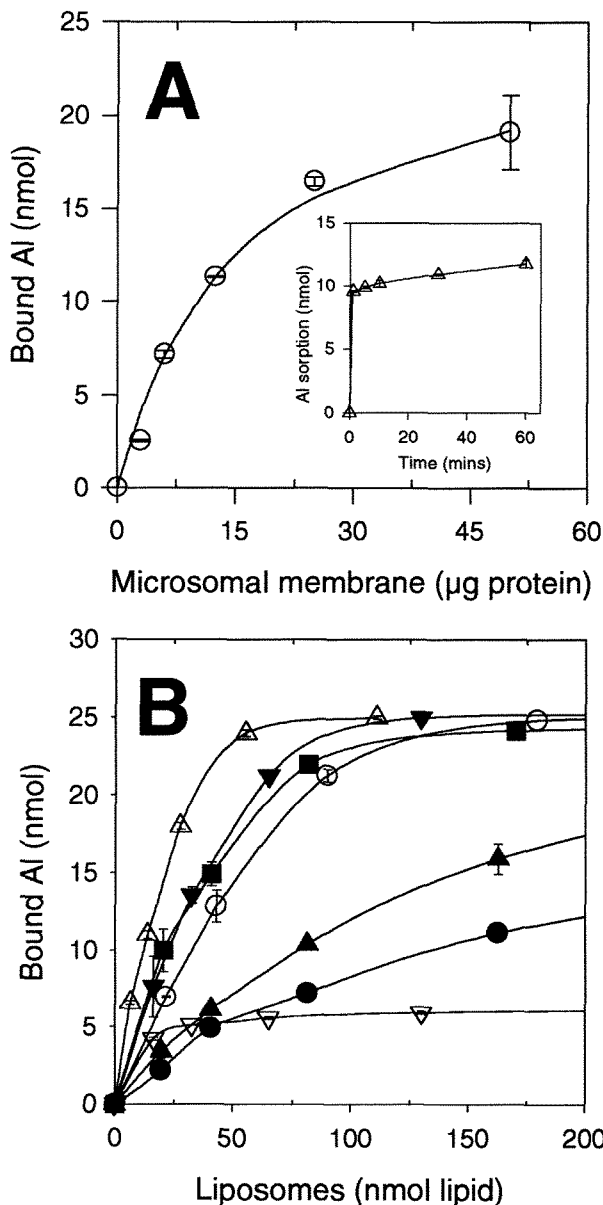 A
25
20
15
10
5
0
Bound Al (nmol)
0 15 30 45 60
Microsomal membrane (µg protein)
15
10
5
0
Al sorption (nmol)
0 20 40 60
Time (mins)
B
30
25
20
15
10
5
0
Bound Al (nmol)
0 50 100 150 200
Liposomes (nmol lipid)